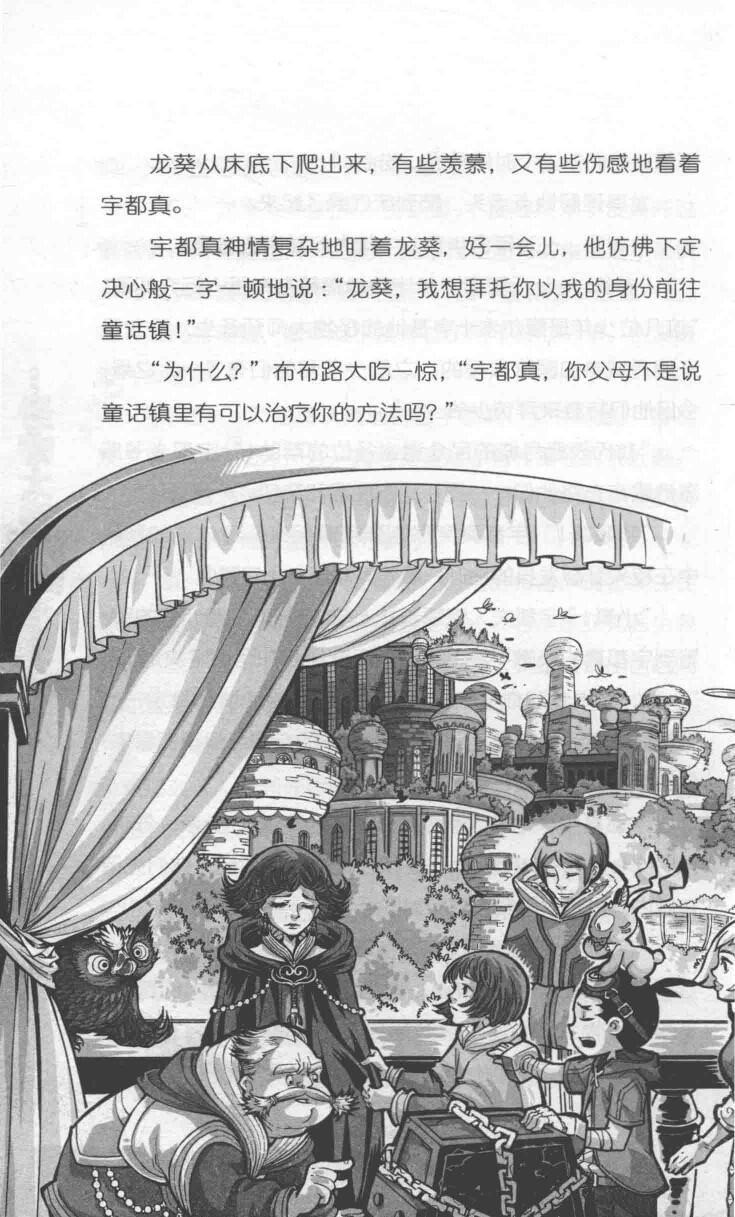 龙葵从床底下爬出来，有些羡慕，又有些伤感地看着
宇都真。
宇都真神情复杂地盯着龙葵，好一会儿，他仿佛下定
决心般一字一顿地说：“龙葵，我想拜托你以我的身份前往
童话镇！”
“为什么？”布布路大吃一惊，“宇都真，你父母不是说
童话镇里有可以治疗你的方法吗？”